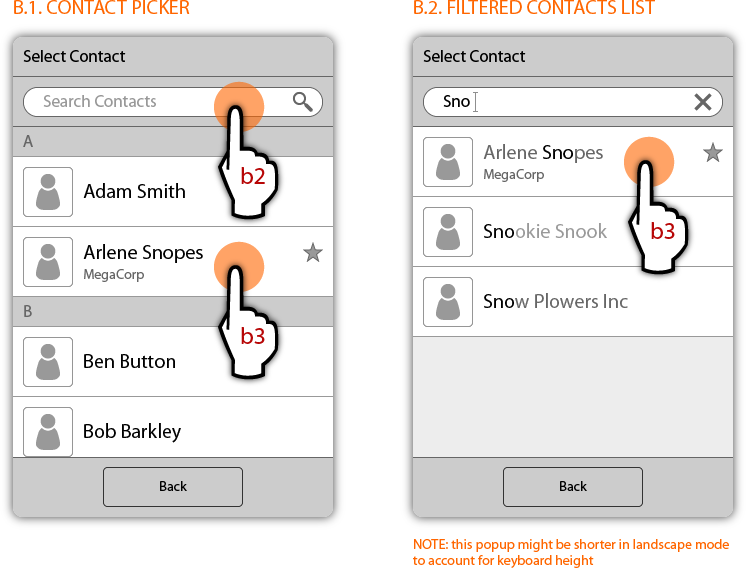 B.1. CONTACT PICKER
Select Contact
Search Contacts
b2
A
Adam Smith
Arlene Snopes
MegaCorp
b3
B
Ben Button
Bob Barkley
Back
B.2. FILTERED CONTACTS LIST
Select Contact
Sno
Arlene Snopes
MegaCorp
b3
Snookie Snook
Snow Plowers Inc
Back
NOTE: this popup might be shorter in landscape mode
to account for keyboard height